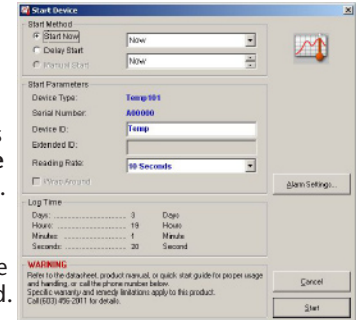 Start Device
Start Method
Start Now
Now
Delay Start
Manual Start
Now
Start Parameters
Device Type: Temp101
Serial Number: A00000
Device ID: Temp
Extended ID:
Reading Rate: 10 Seconds
Wrap Around
Alarm Settings...
Log Time
Days: 3 Days
Hours: 19 Hours
Minutes: 1 Minute
Seconds: 20 Second
WARNING
Refer to the datasheet, product manual, or quick start guide for proper usage
and handling, or call the phone number below.
Specific warranty and remedy limitations apply to this product.
Call (603) 456-2011 for details.
Cancel
Start